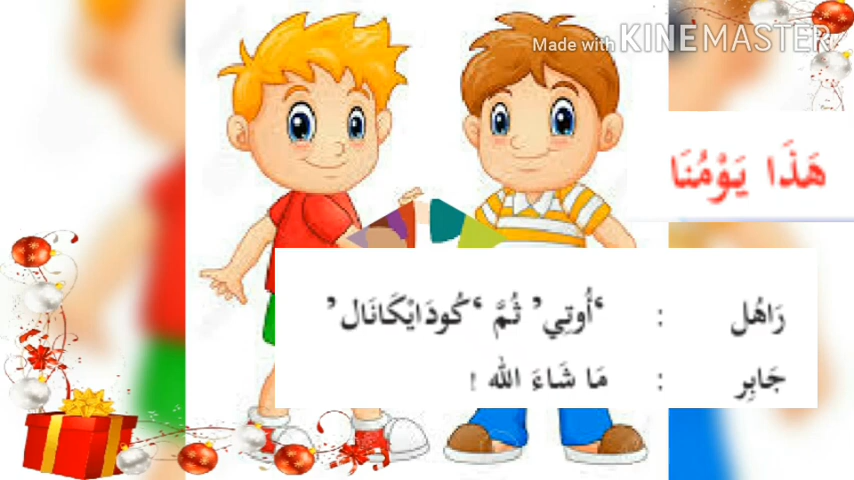 Made with KINEMASTER
هَذَا يَوْمُنَا
رَاهُل : ‘أُوتِي’ ثُمَّ ‘كُودَايْكَانَال’
جَابِر : مَا شَاءَ الله !